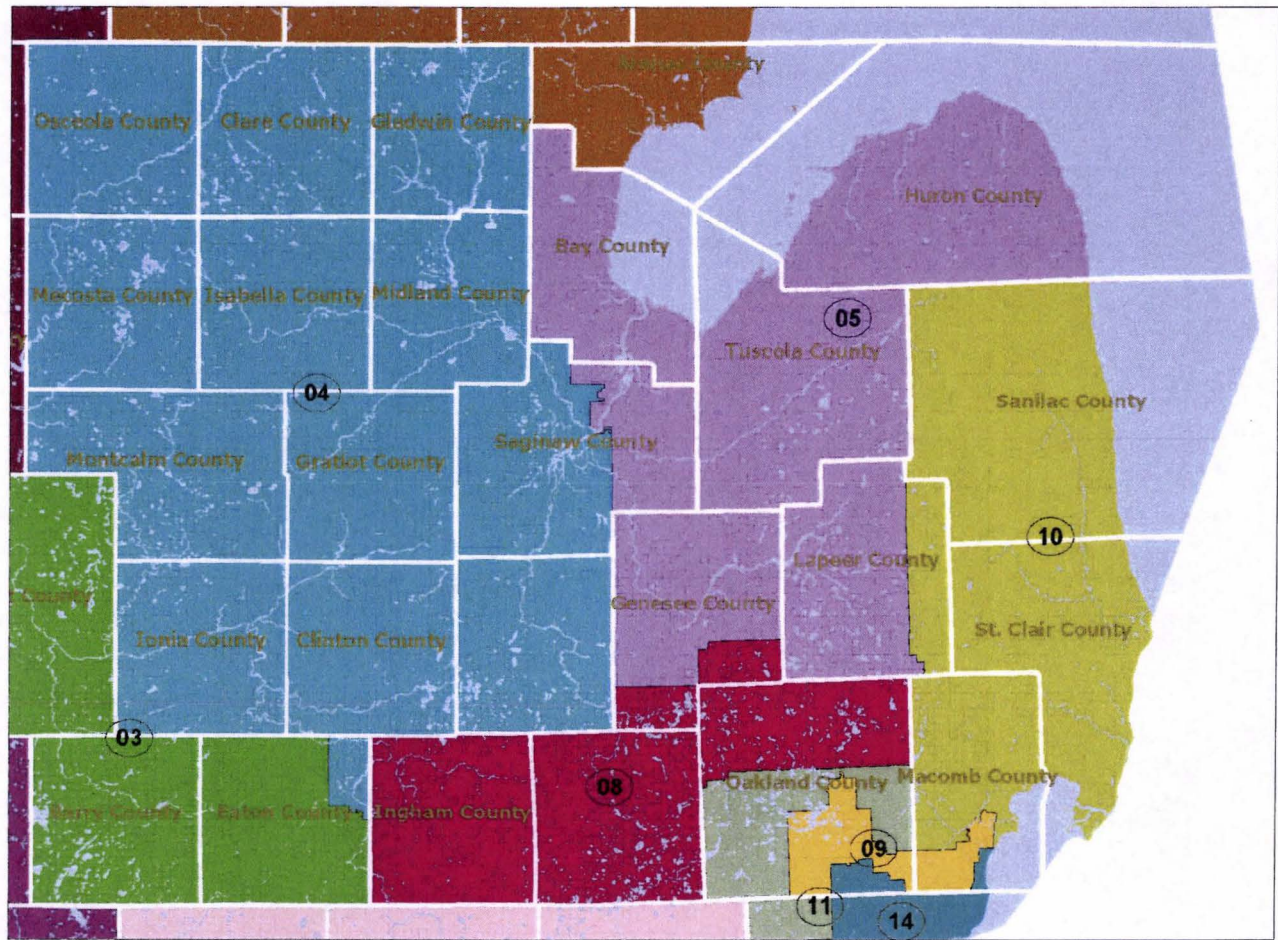 Osceola County
Clare County
Gladwin County
Huron County
Bay County
Mecosta County
Isabella County
Midland County
05
Tuscola County
04
Sanilac County
Montcalm County
Gratiot County
Saginaw County
10
Lapeer County
County
Genesee County
Ionia County
Clinton County
St. Clair County
03
08
Oakland County
Macomb County
Barry County
Eaton County
Ingham County
09
11
14